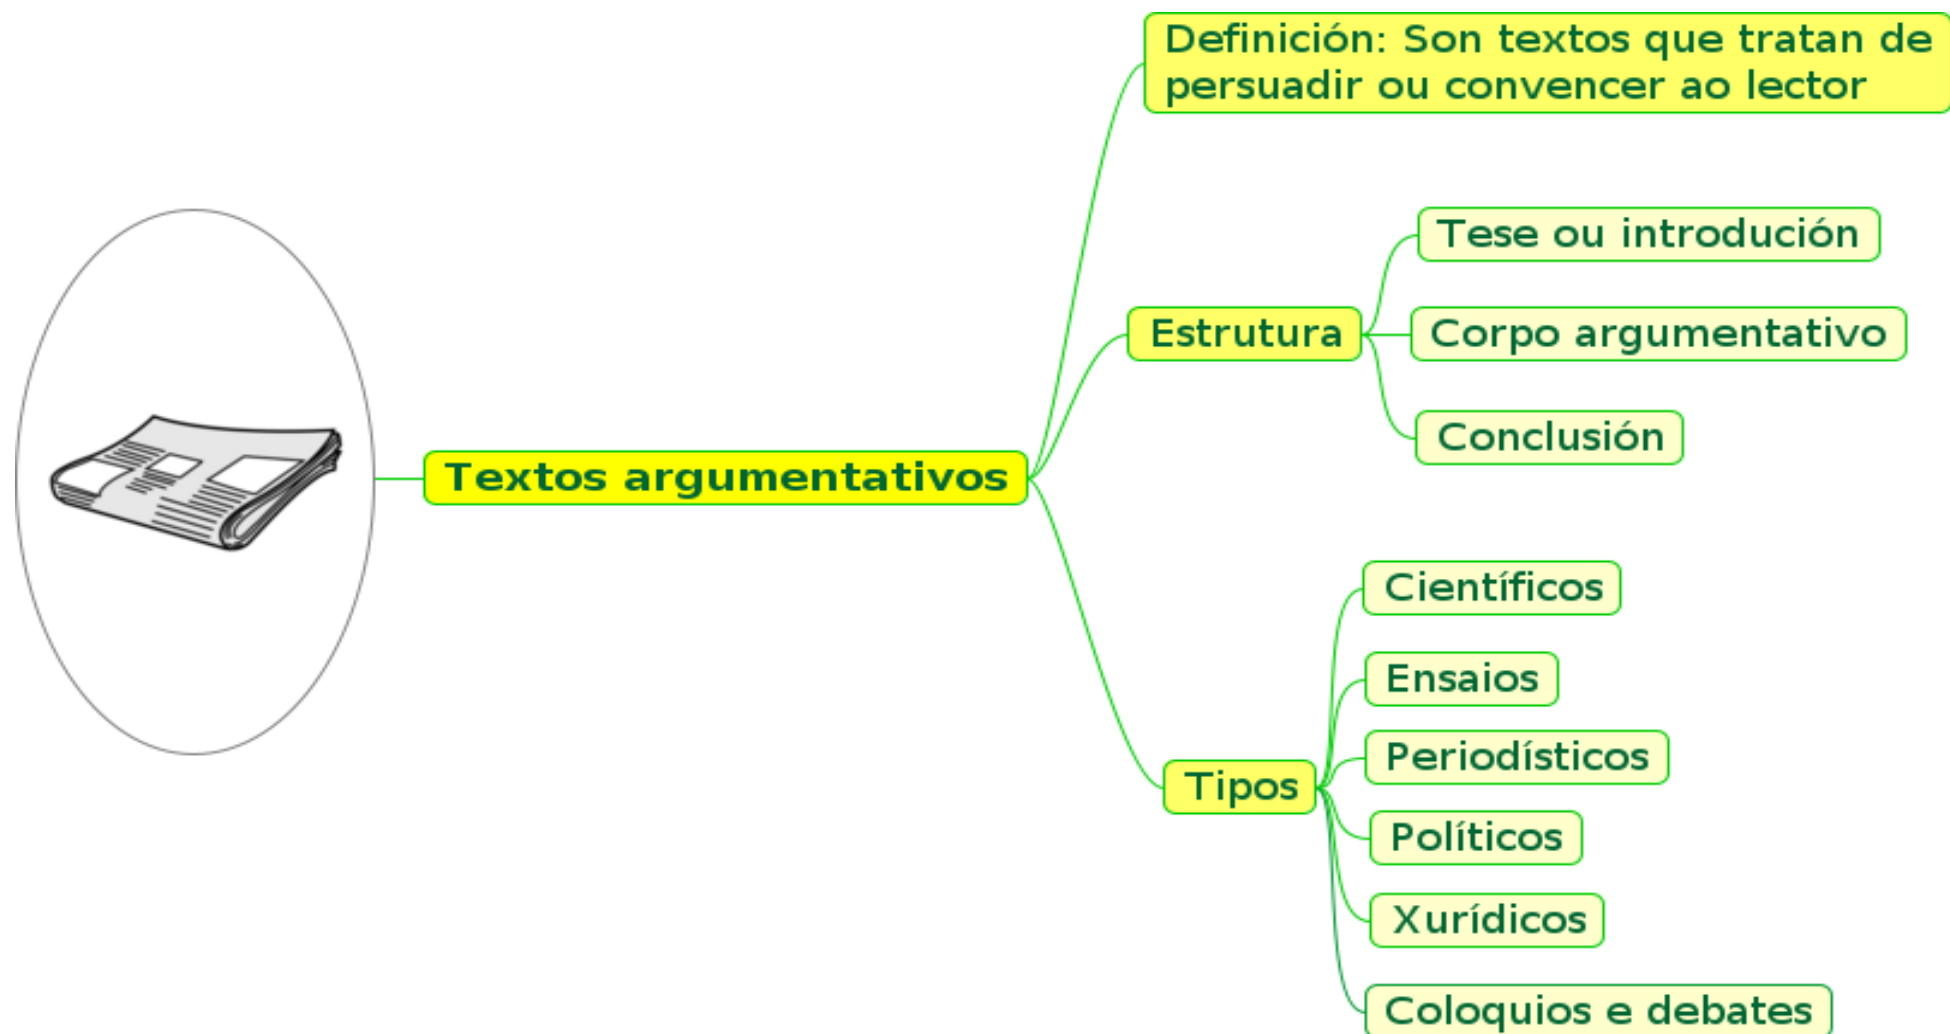 Definición: Son textos que tratan de
persuadir ou convencer ao lector
Tese ou introdución
Estrutura
Corpo argumentativo
Conclusión
Textos argumentativos
Científicos
Ensaios
Periodísticos
Tipos
Políticos
Xurídicos
Coloquios e debates